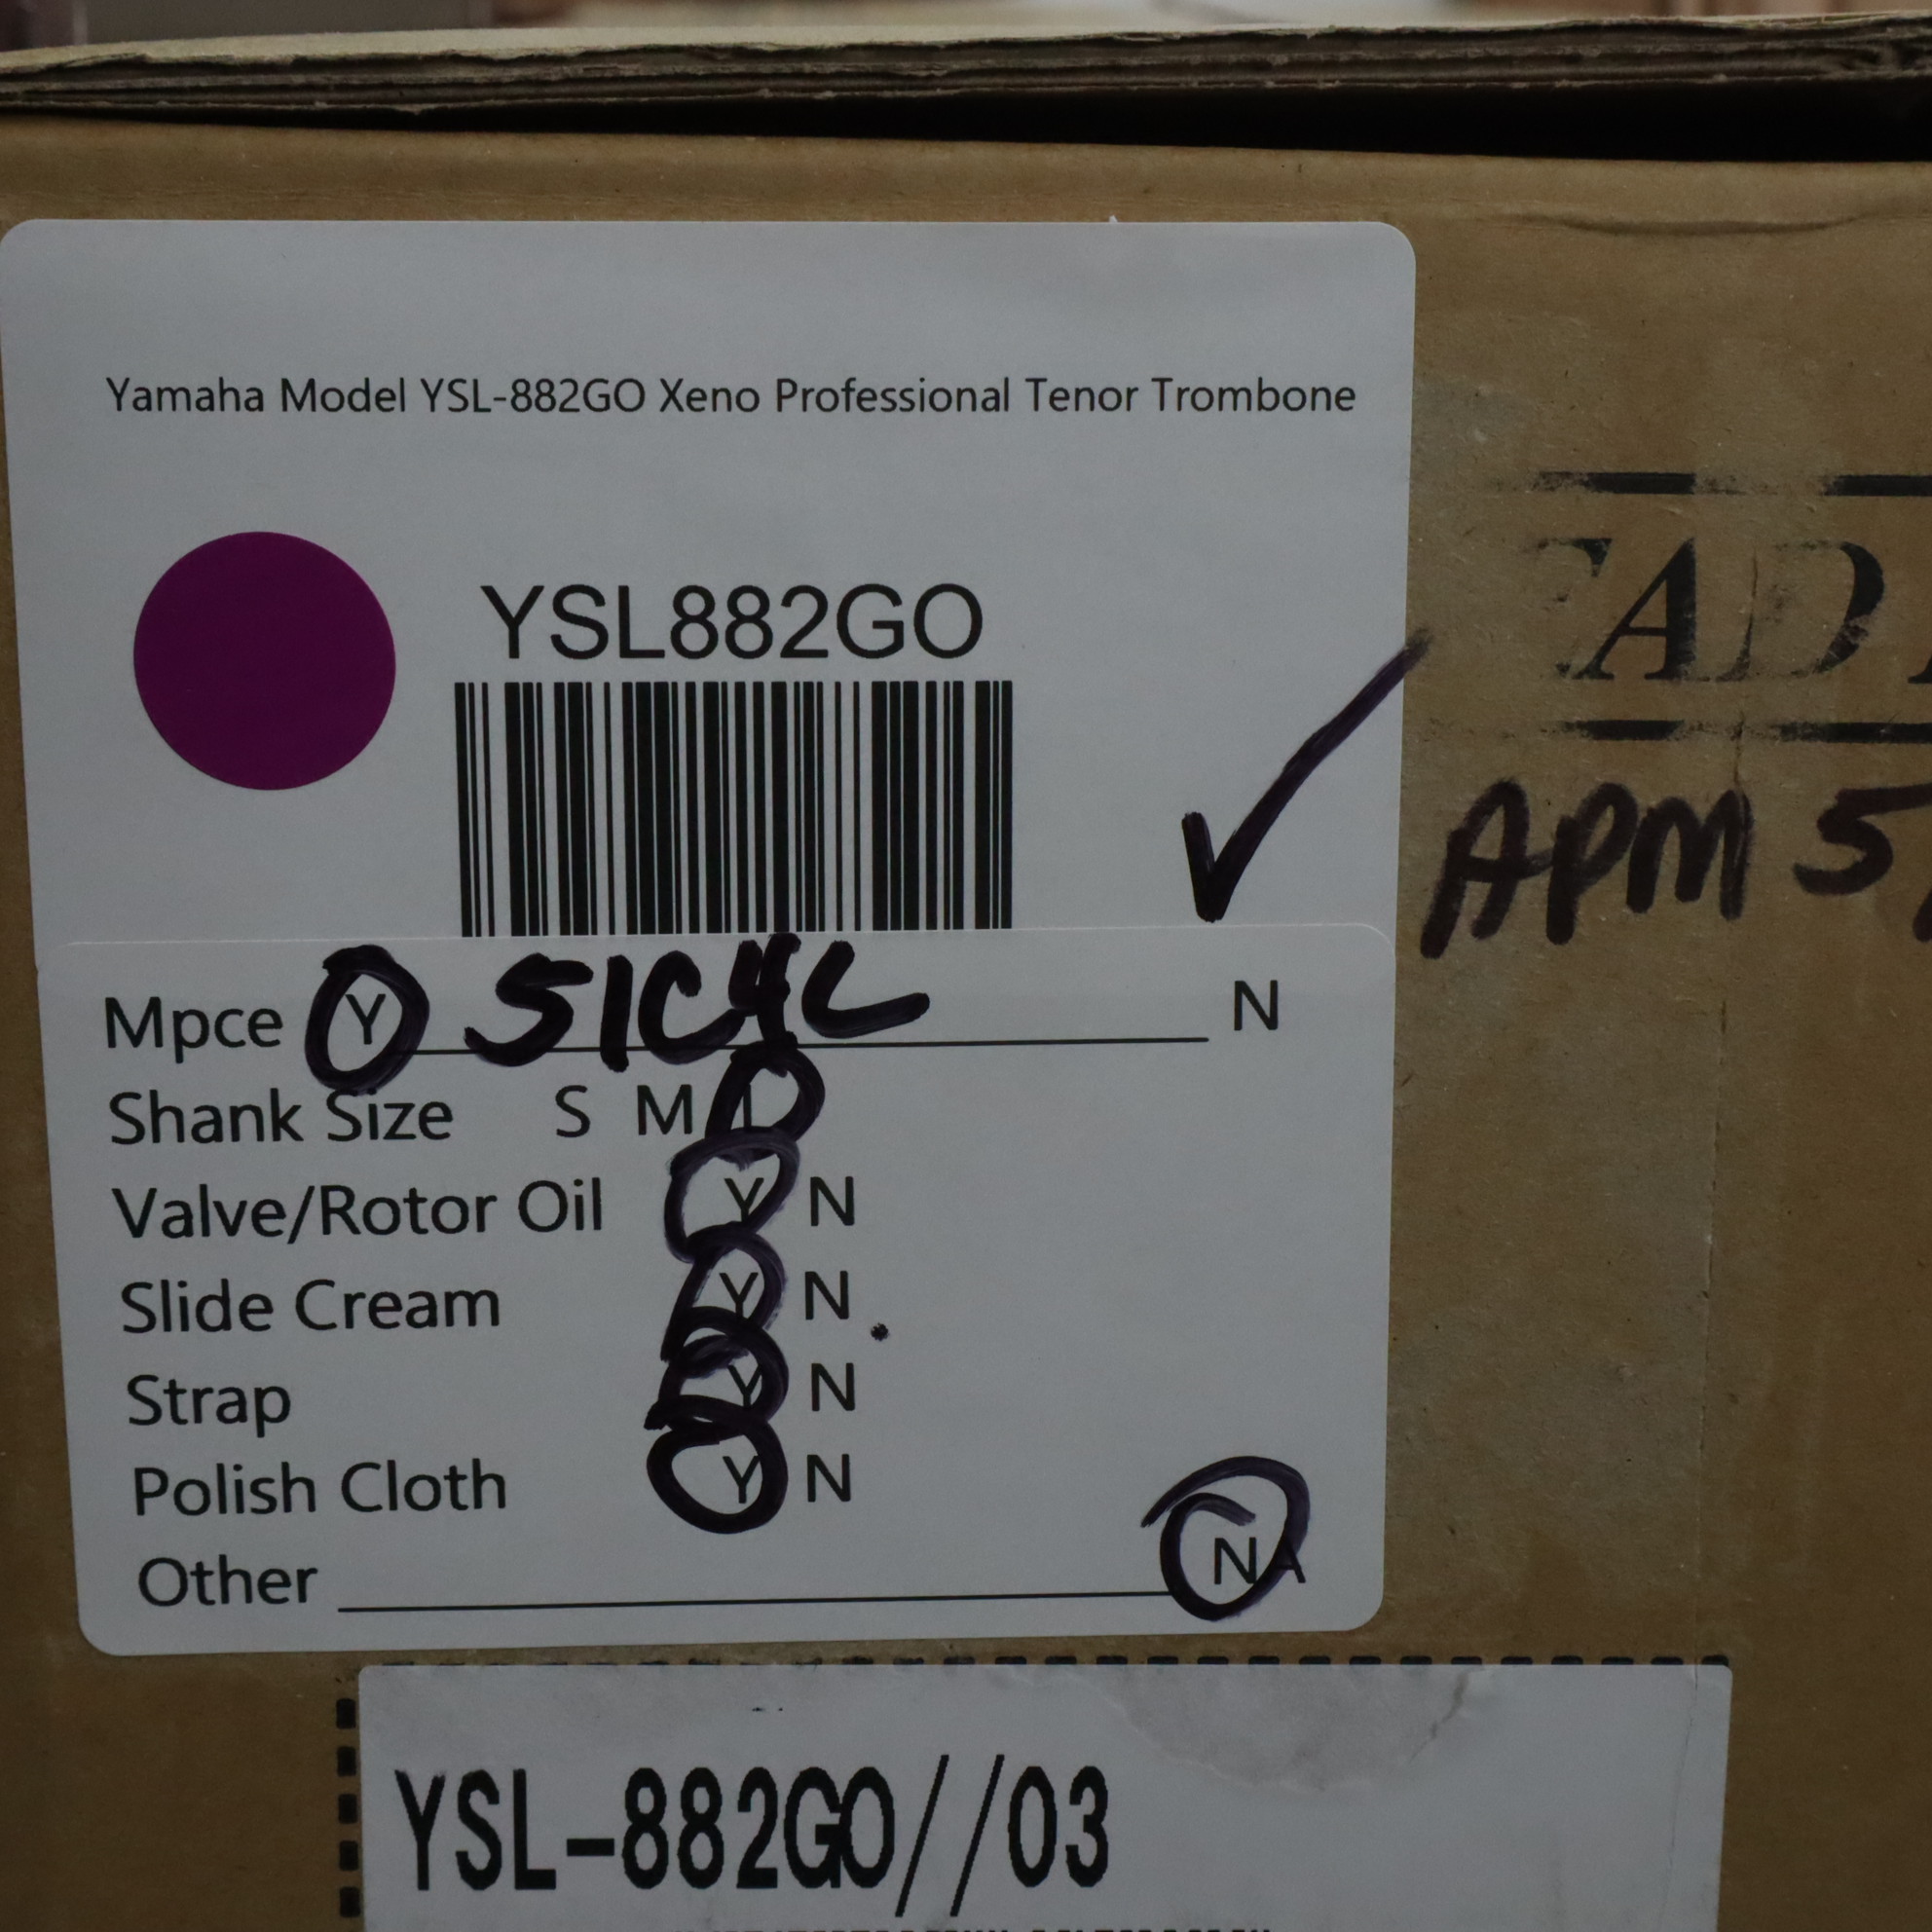 Yamaha Model YSL-882GO Xeno Professional Tenor Trombone
YSL882GO
Mpce Y 51C4L N
Shank Size S M L
Valve/Rotor Oil Y N
Slide Cream Y N
Strap Y N
Polish Cloth Y N
Other NA
APM 5
YSL-882GO//03